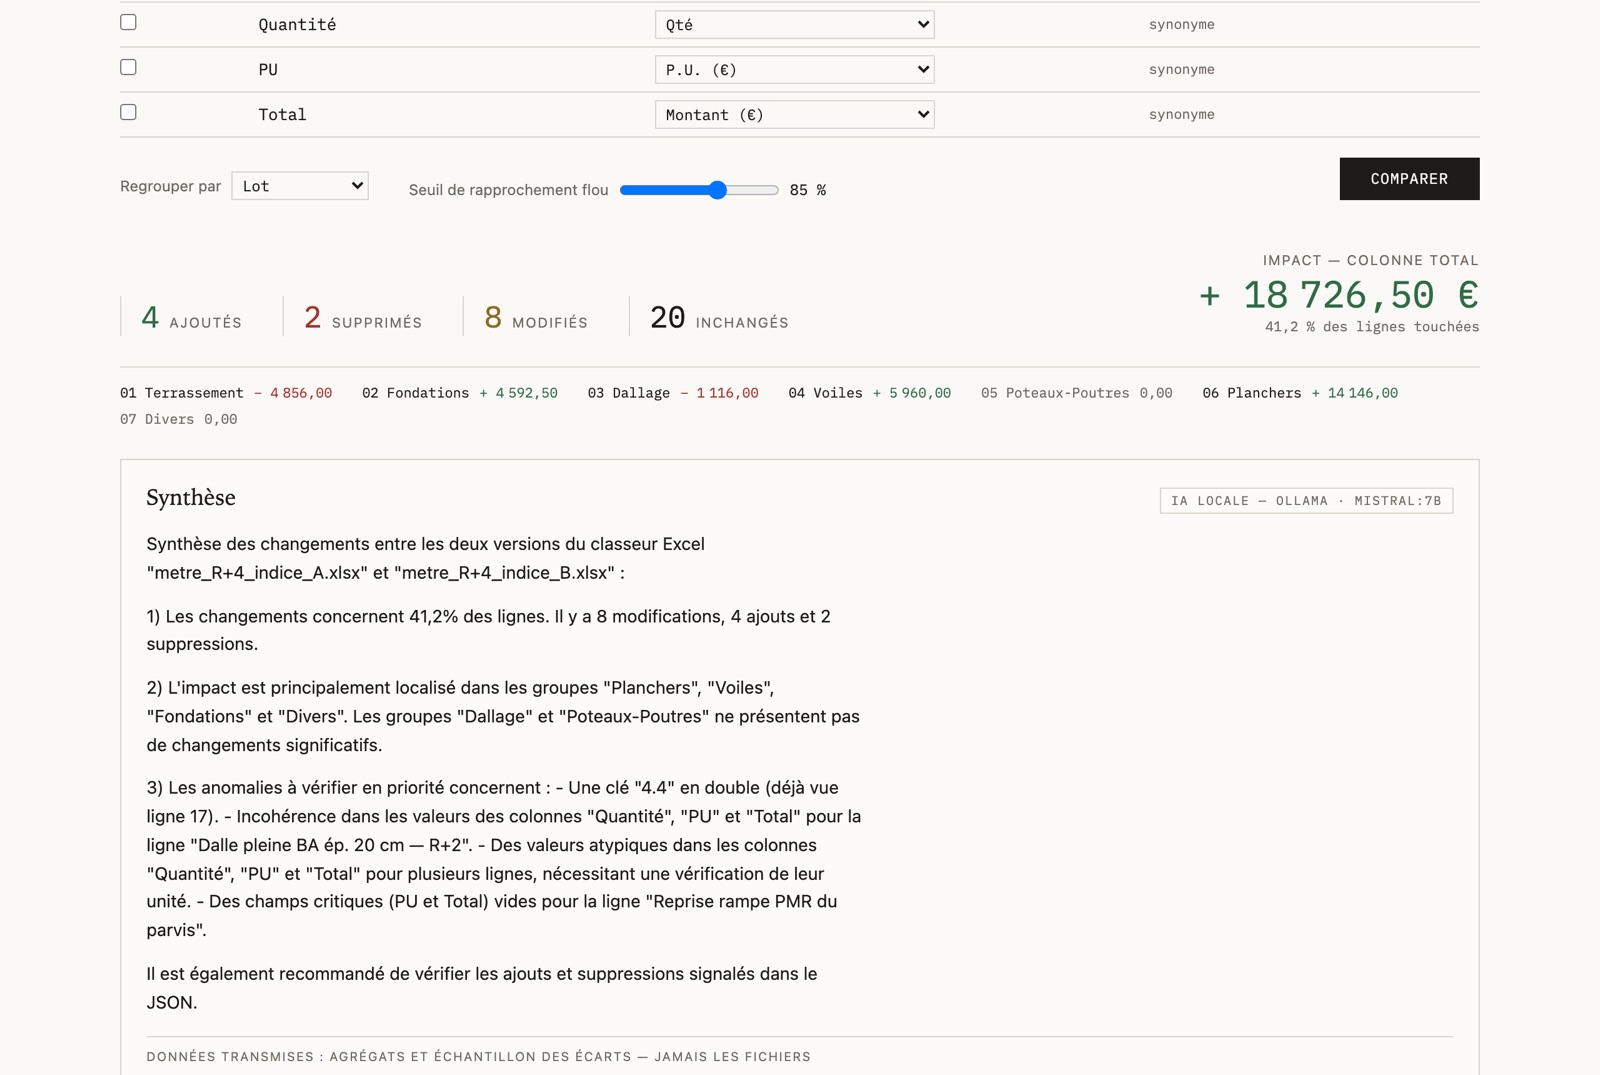 Quantité Qté synonyme
PU P.U. (€) synonyme
Total Montant (€) synonyme
Regrouper par Lot Seuil de rapprochement flou 85 % COMPARER
IMPACT — COLONNE TOTAL
+ 18 726,50 €
41,2 % des lignes touchées
4 AJOUTÉS 2 SUPPRIMÉS 8 MODIFIÉS 20 INCHANGÉS
01 Terrassement − 4 856,00 02 Fondations + 4 592,50 03 Dallage − 1 116,00 04 Voiles + 5 960,00 05 Poteaux-Poutres 0,00 06 Planchers + 14 146,00
07 Divers 0,00
Synthèse IA LOCALE — OLLAMA · MISTRAL:7B
Synthèse des changements entre les deux versions du classeur Excel
"metre_R+4_indice_A.xlsx" et "metre_R+4_indice_B.xlsx" :
1) Les changements concernent 41,2% des lignes. Il y a 8 modifications, 4 ajouts et 2
suppressions.
2) L'impact est principalement localisé dans les groupes "Planchers", "Voiles",
"Fondations" et "Divers". Les groupes "Dallage" et "Poteaux-Poutres" ne présentent pas
de changements significatifs.
3) Les anomalies à vérifier en priorité concernent : - Une clé "4.4" en double (déjà vue
ligne 17). - Incohérence dans les valeurs des colonnes "Quantité", "PU" et "Total" pour la
ligne "Dalle pleine BA ép. 20 cm — R+2". - Des valeurs atypiques dans les colonnes
"Quantité", "PU" et "Total" pour plusieurs lignes, nécessitant une vérification de leur
unité. - Des champs critiques (PU et Total) vides pour la ligne "Reprise rampe PMR du
parvis".
Il est également recommandé de vérifier les ajouts et suppressions signalés dans le
JSON.
DONNÉES TRANSMISES : AGRÉGATS ET ÉCHANTILLON DES ÉCARTS — JAMAIS LES FICHIERS